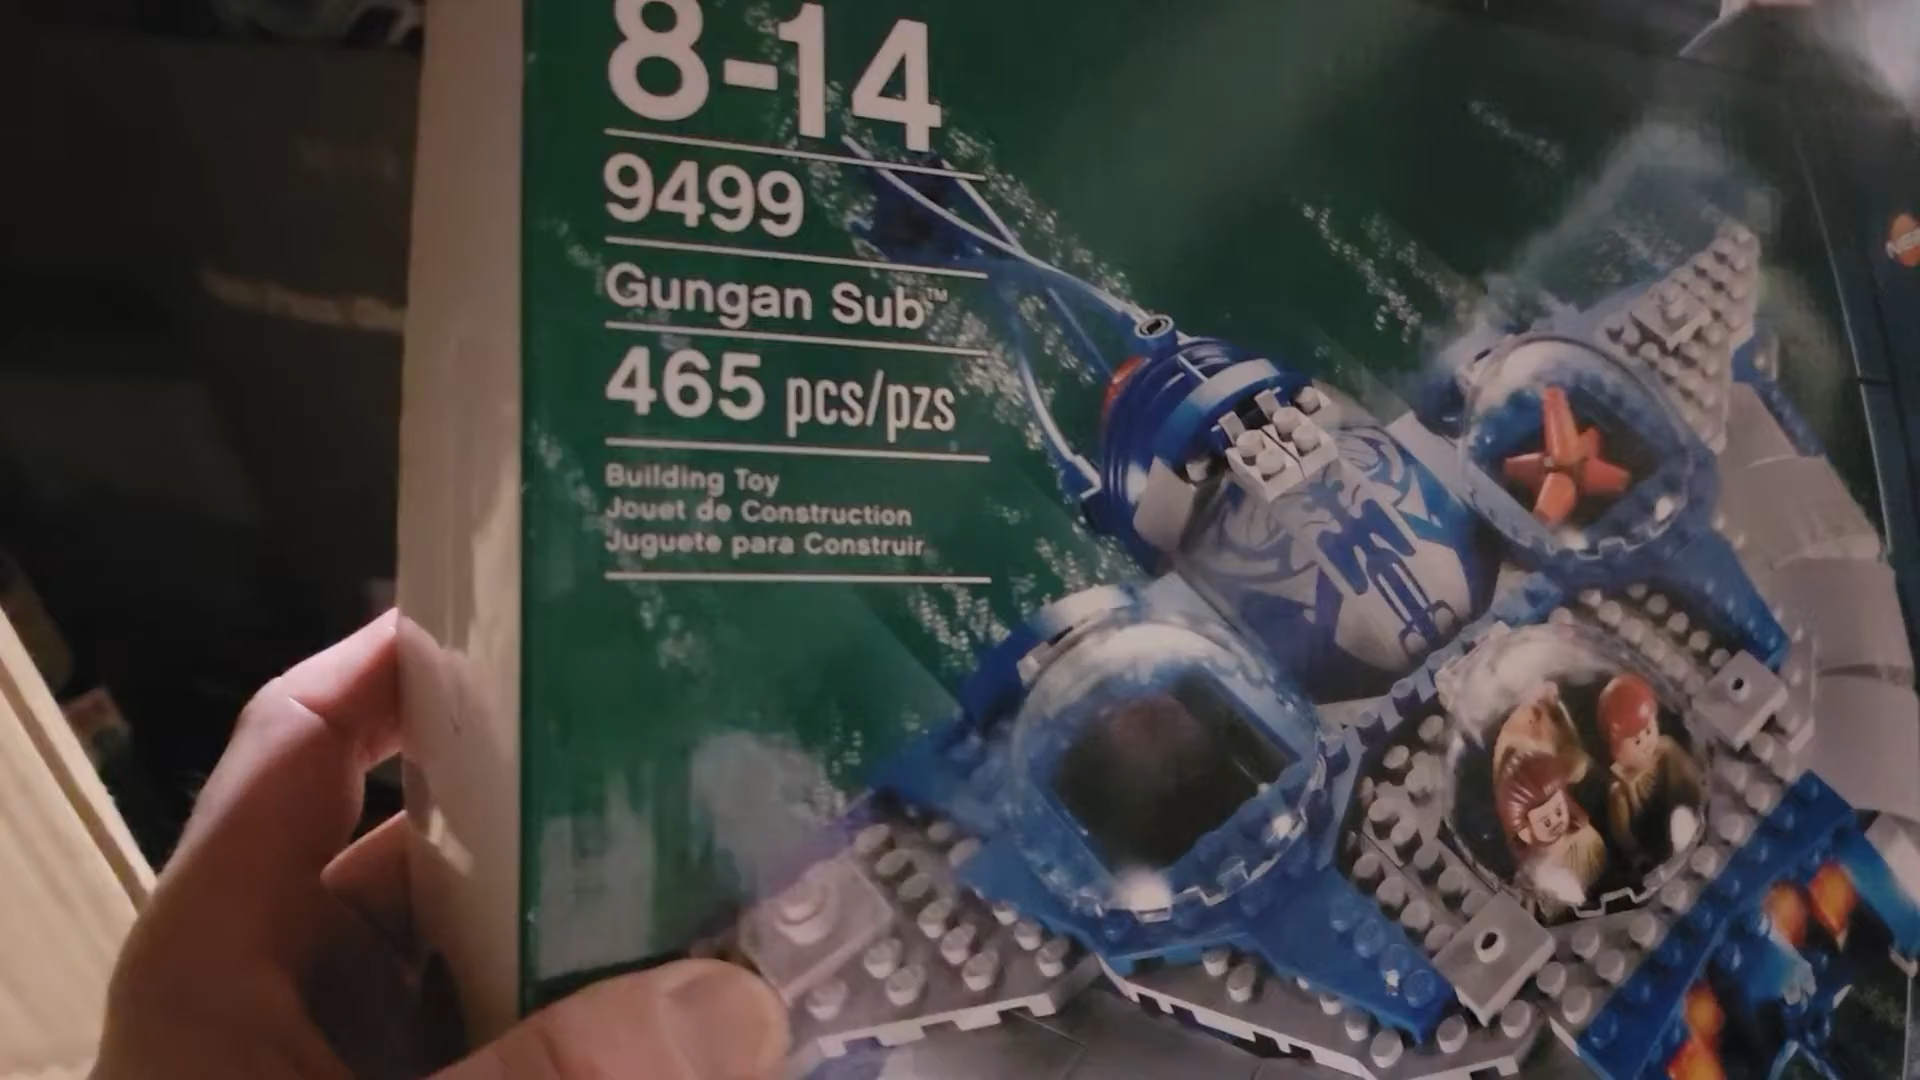 8-14
9499
Gungan Sub™
465 pcs/pzs
Building Toy
Jouet de Construction
Juguete para Construir